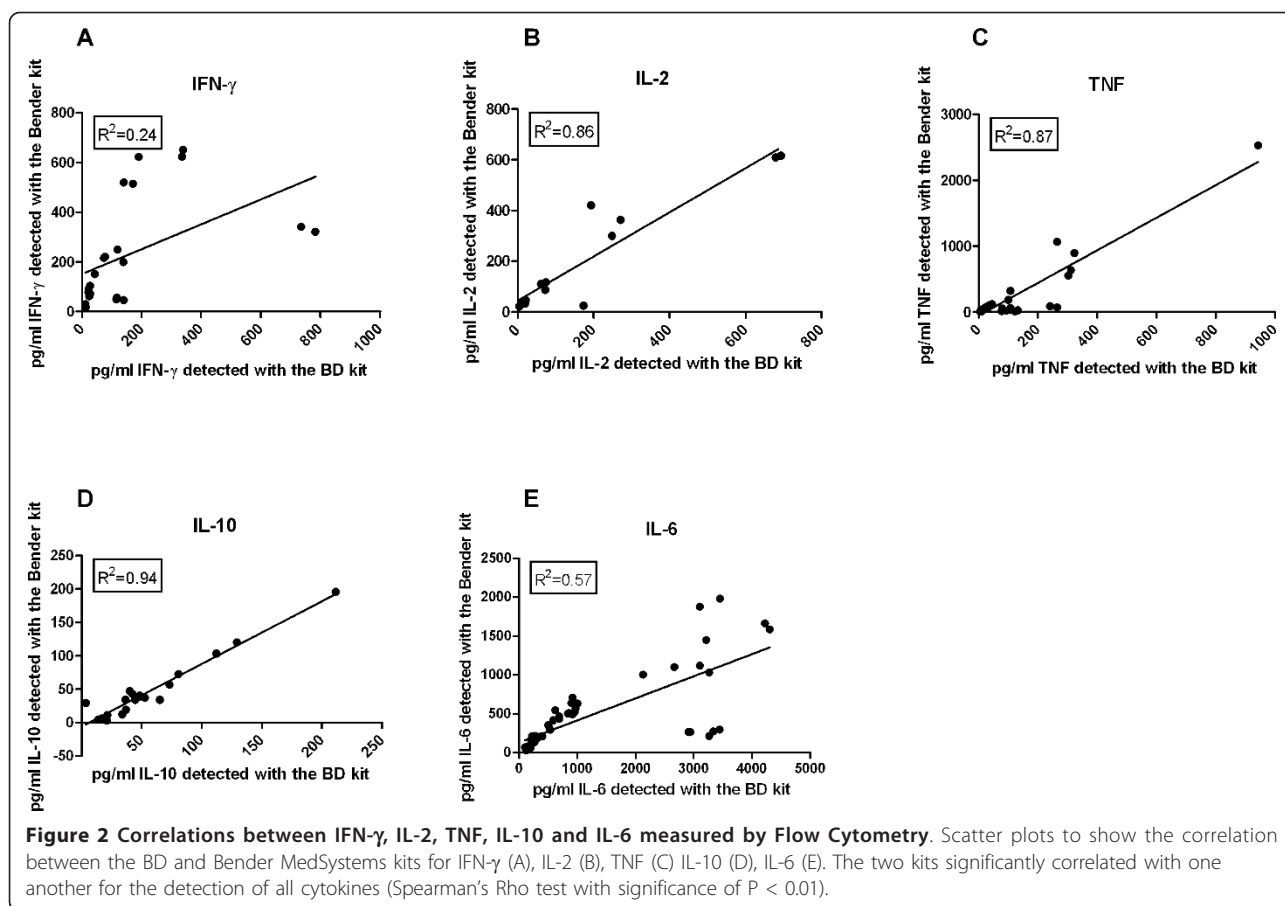 A
IFN-γ
R²=0.24
pg/ml IFN-γ detected with the Bender kit
800
600
400
200
0
0 200 400 600 800 1000
pg/ml IFN-γ detected with the BD kit
B
IL-2
R²=0.86
pg/ml IL-2 detected with the Bender kit
800
600
400
200
0
0 200 400 600 800
pg/ml IL-2 detected with the BD kit
C
TNF
R²=0.87
pg/ml TNF detected with the Bender kit
3000
2000
1000
0
0 200 400 600 800 1000
pg/ml TNF detected with the BD kit
D
IL-10
R²=0.94
pg/ml IL-10 detected with the Bender kit
250
200
150
100
50
0
-50
50 100 150 200 250
pg/ml IL-10 detected with the BD kit
E
IL-6
R²=0.57
pg/ml IL-6 detected with the Bender kit
2500
2000
1500
1000
500
0
0 1000 2000 3000 4000 5000
pg/ml IL-6 detected with the BD kit
Figure 2 Correlations between IFN-γ, IL-2, TNF, IL-10 and IL-6 measured by Flow Cytometry. Scatter plots to show the correlation
between the BD and Bender MedSystems kits for IFN-γ (A), IL-2 (B), TNF (C) IL-10 (D), IL-6 (E). The two kits significantly correlated with one
another for the detection of all cytokines (Spearman's Rho test with significance of P < 0.01).